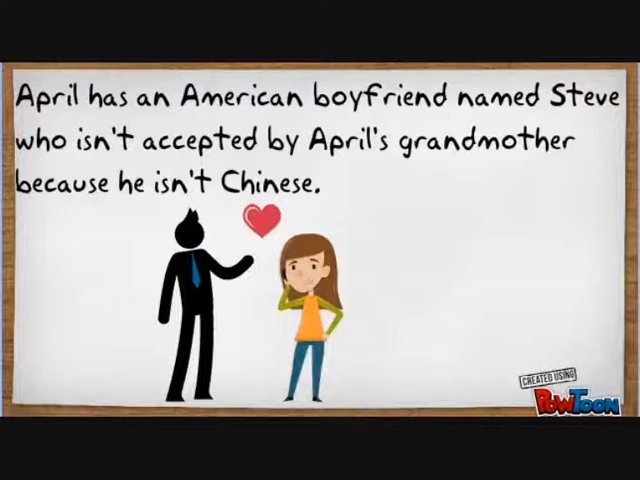 April has an American boyfriend named Steve
who isn't accepted by April's grandmother
because he isn't Chinese.
CREATED USING
POWTOON